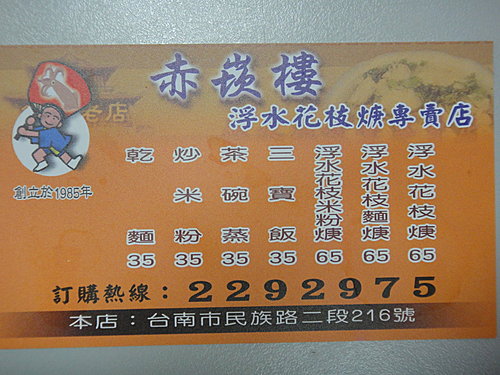 赤崁樓
浮水花枝焿專賣店
老店
創立於1985年
浮水花枝焿 65
浮水花枝麵焿 65
浮水花枝米粉焿 65
三寶飯 35
茶碗蒸 35
炒米粉 35
乾麵 35
訂購熱線：2292975
本店：台南市民族路二段216號